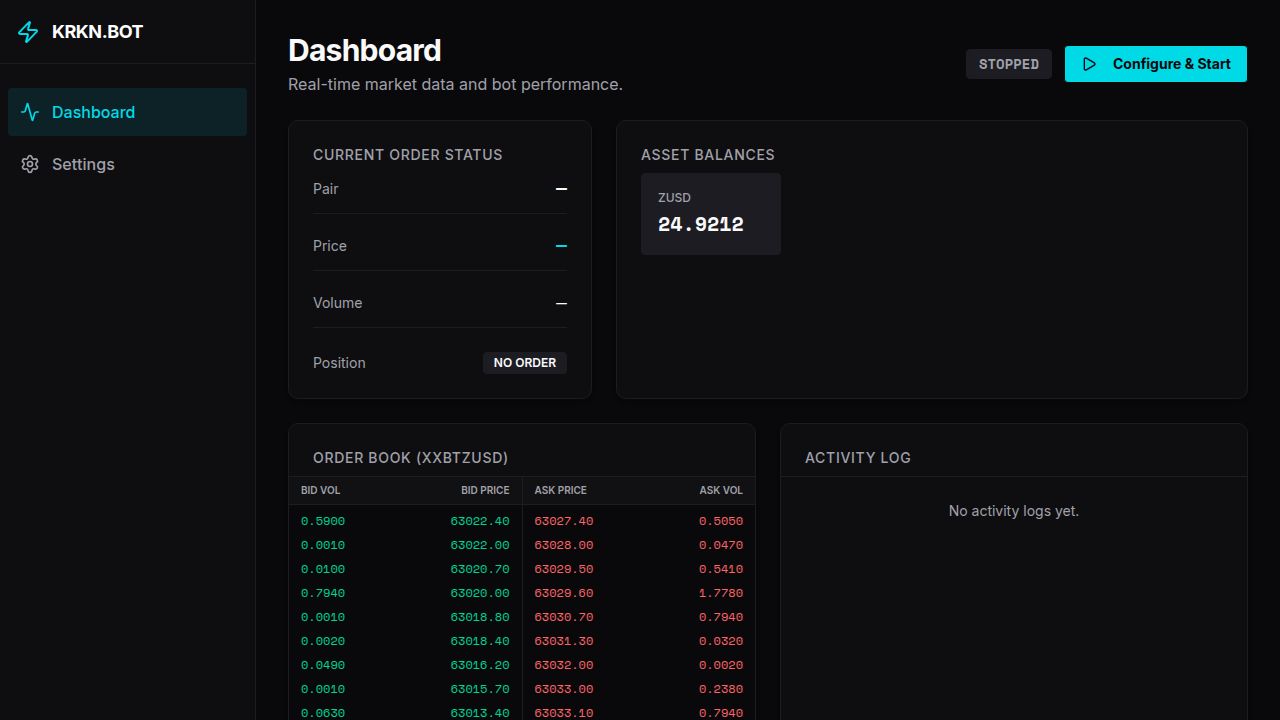 KRKN.BOT
Dashboard
Settings
Dashboard
Real-time market data and bot performance.
STOPPED
Configure & Start
CURRENT ORDER STATUS
Pair —
Price —
Volume —
Position NO ORDER
ASSET BALANCES
ZUSD
24.9212
ORDER BOOK (XXBTZUSD)
BID VOL BID PRICE ASK PRICE ASK VOL
0.5900 63022.40 63027.40 0.5050
0.0010 63022.00 63028.00 0.0470
0.0100 63020.70 63029.50 0.5410
0.7940 63020.00 63029.60 1.7780
0.0010 63018.80 63030.70 0.7940
0.0020 63018.40 63031.30 0.0320
0.0490 63016.20 63032.00 0.0020
0.0010 63015.70 63033.00 0.2380
0.0630 63013.40 63033.10 0.7940
ACTIVITY LOG
No activity logs yet.